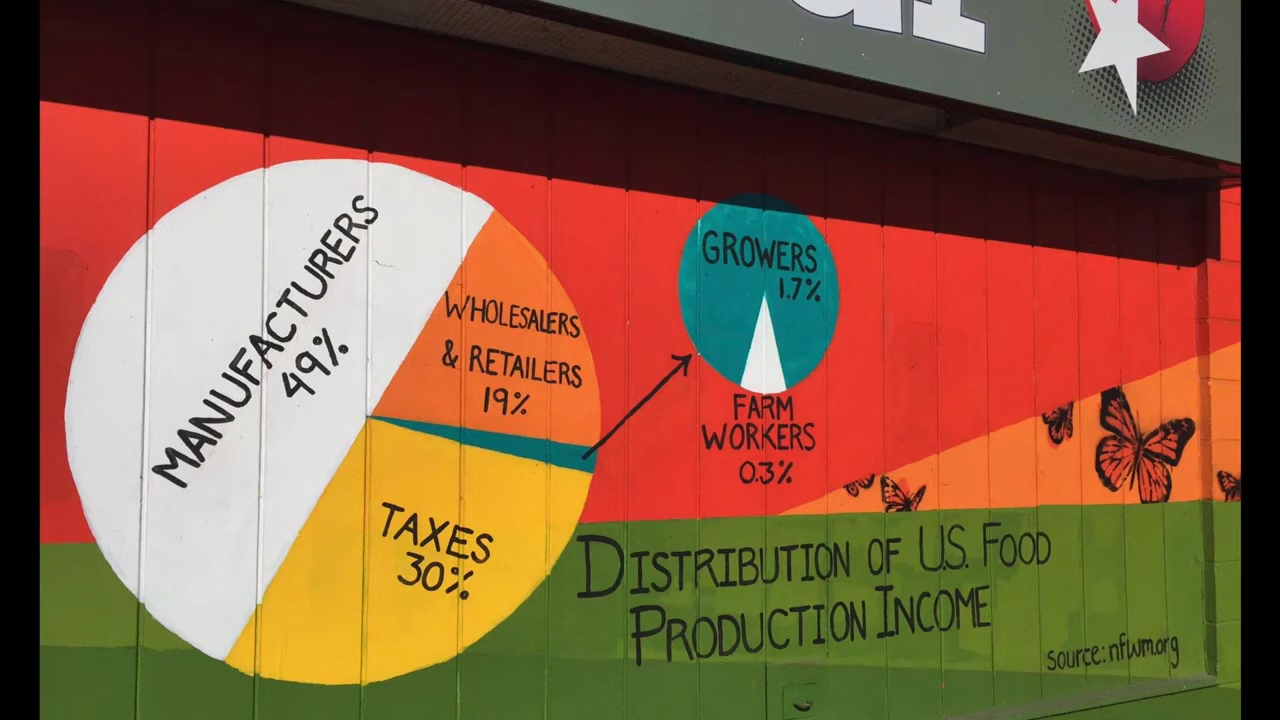 MANUFACTURERS
49%
WHOLESALERS
& RETAILERS
19%
TAXES
30%
GROWERS
1.7%
FARM
WORKERS
0.3%
DISTRIBUTION OF U.S. FOOD
PRODUCTION INCOME
source: nfwm.org